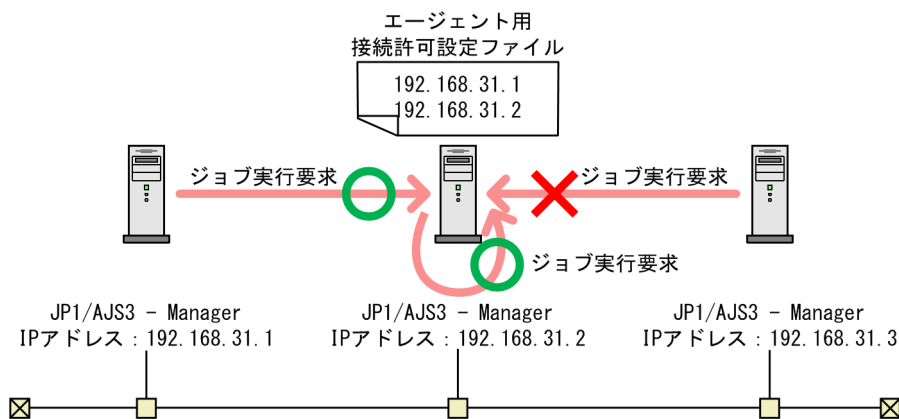 エージェント用
接続許可設定ファイル
192.168.31.1
192.168.31.2
ジョブ実行要求
ジョブ実行要求
ジョブ実行要求
JP1/AJS3 − Manager
IPアドレス：192.168.31.1
JP1/AJS3 − Manager
IPアドレス：192.168.31.2
JP1/AJS3 − Manager
IPアドレス：192.168.31.3